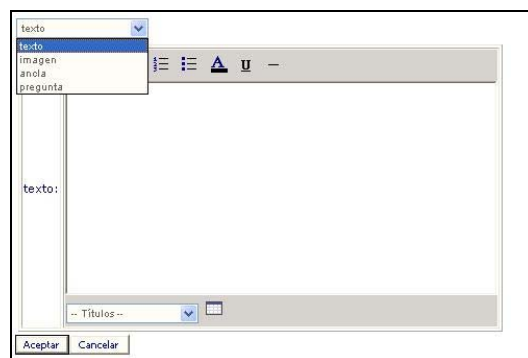 texto
texto
imagen
ancla
pregunta
A U
texto:
-- Títulos --
Aceptar Cancelar